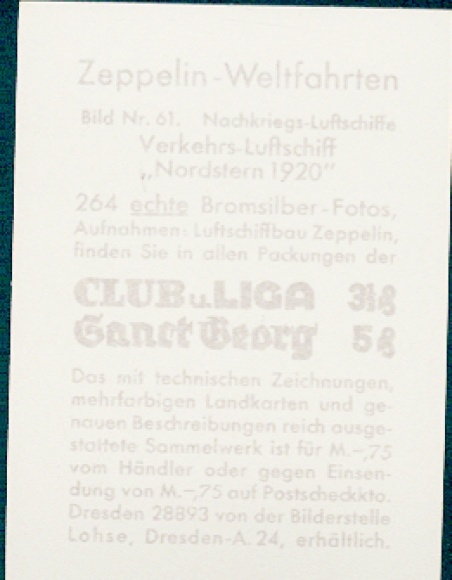 Zeppelin-Weltfahrten
Bild Nr. 61. Nachkriegs-Luftschiffe
Verkehrs-Luftschiff
„Nordstern 1920"
264 echte Bromsilber-Fotos,
Aufnahmen: Luftschiffbau Zeppelin,
finden Sie in allen Packungen der
CLUB u. LIGA 3⅓₰
Sanct Georg 5₰
Das mit technischen Zeichnungen,
mehrfarbigen Landkarten und ge-
nauen Beschreibungen reich ausge-
stattete Sammelwerk ist für M.-,75
vom Händler oder gegen Einsen-
dung von M.-,75 auf Postscheckkto.
Dresden 28893 von der Bilderstelle
Lohse, Dresden-A. 24, erhältlich.